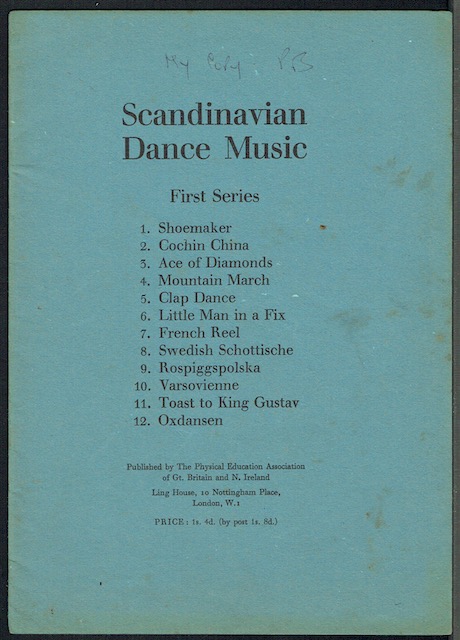 My Copy P.B
Scandinavian
Dance Music
First Series
1. Shoemaker
2. Cochin China
3. Ace of Diamonds
4. Mountain March
5. Clap Dance
6. Little Man in a Fix
7. French Reel
8. Swedish Schottische
9. Rospiggspolska
10. Varsovienne
11. Toast to King Gustav
12. Oxdansen
Published by The Physical Education Association
of Gt. Britain and N. Ireland
Ling House, 10 Nottingham Place,
London, W.1
PRICE: 1s. 6d. (by post 1s. 8d.)